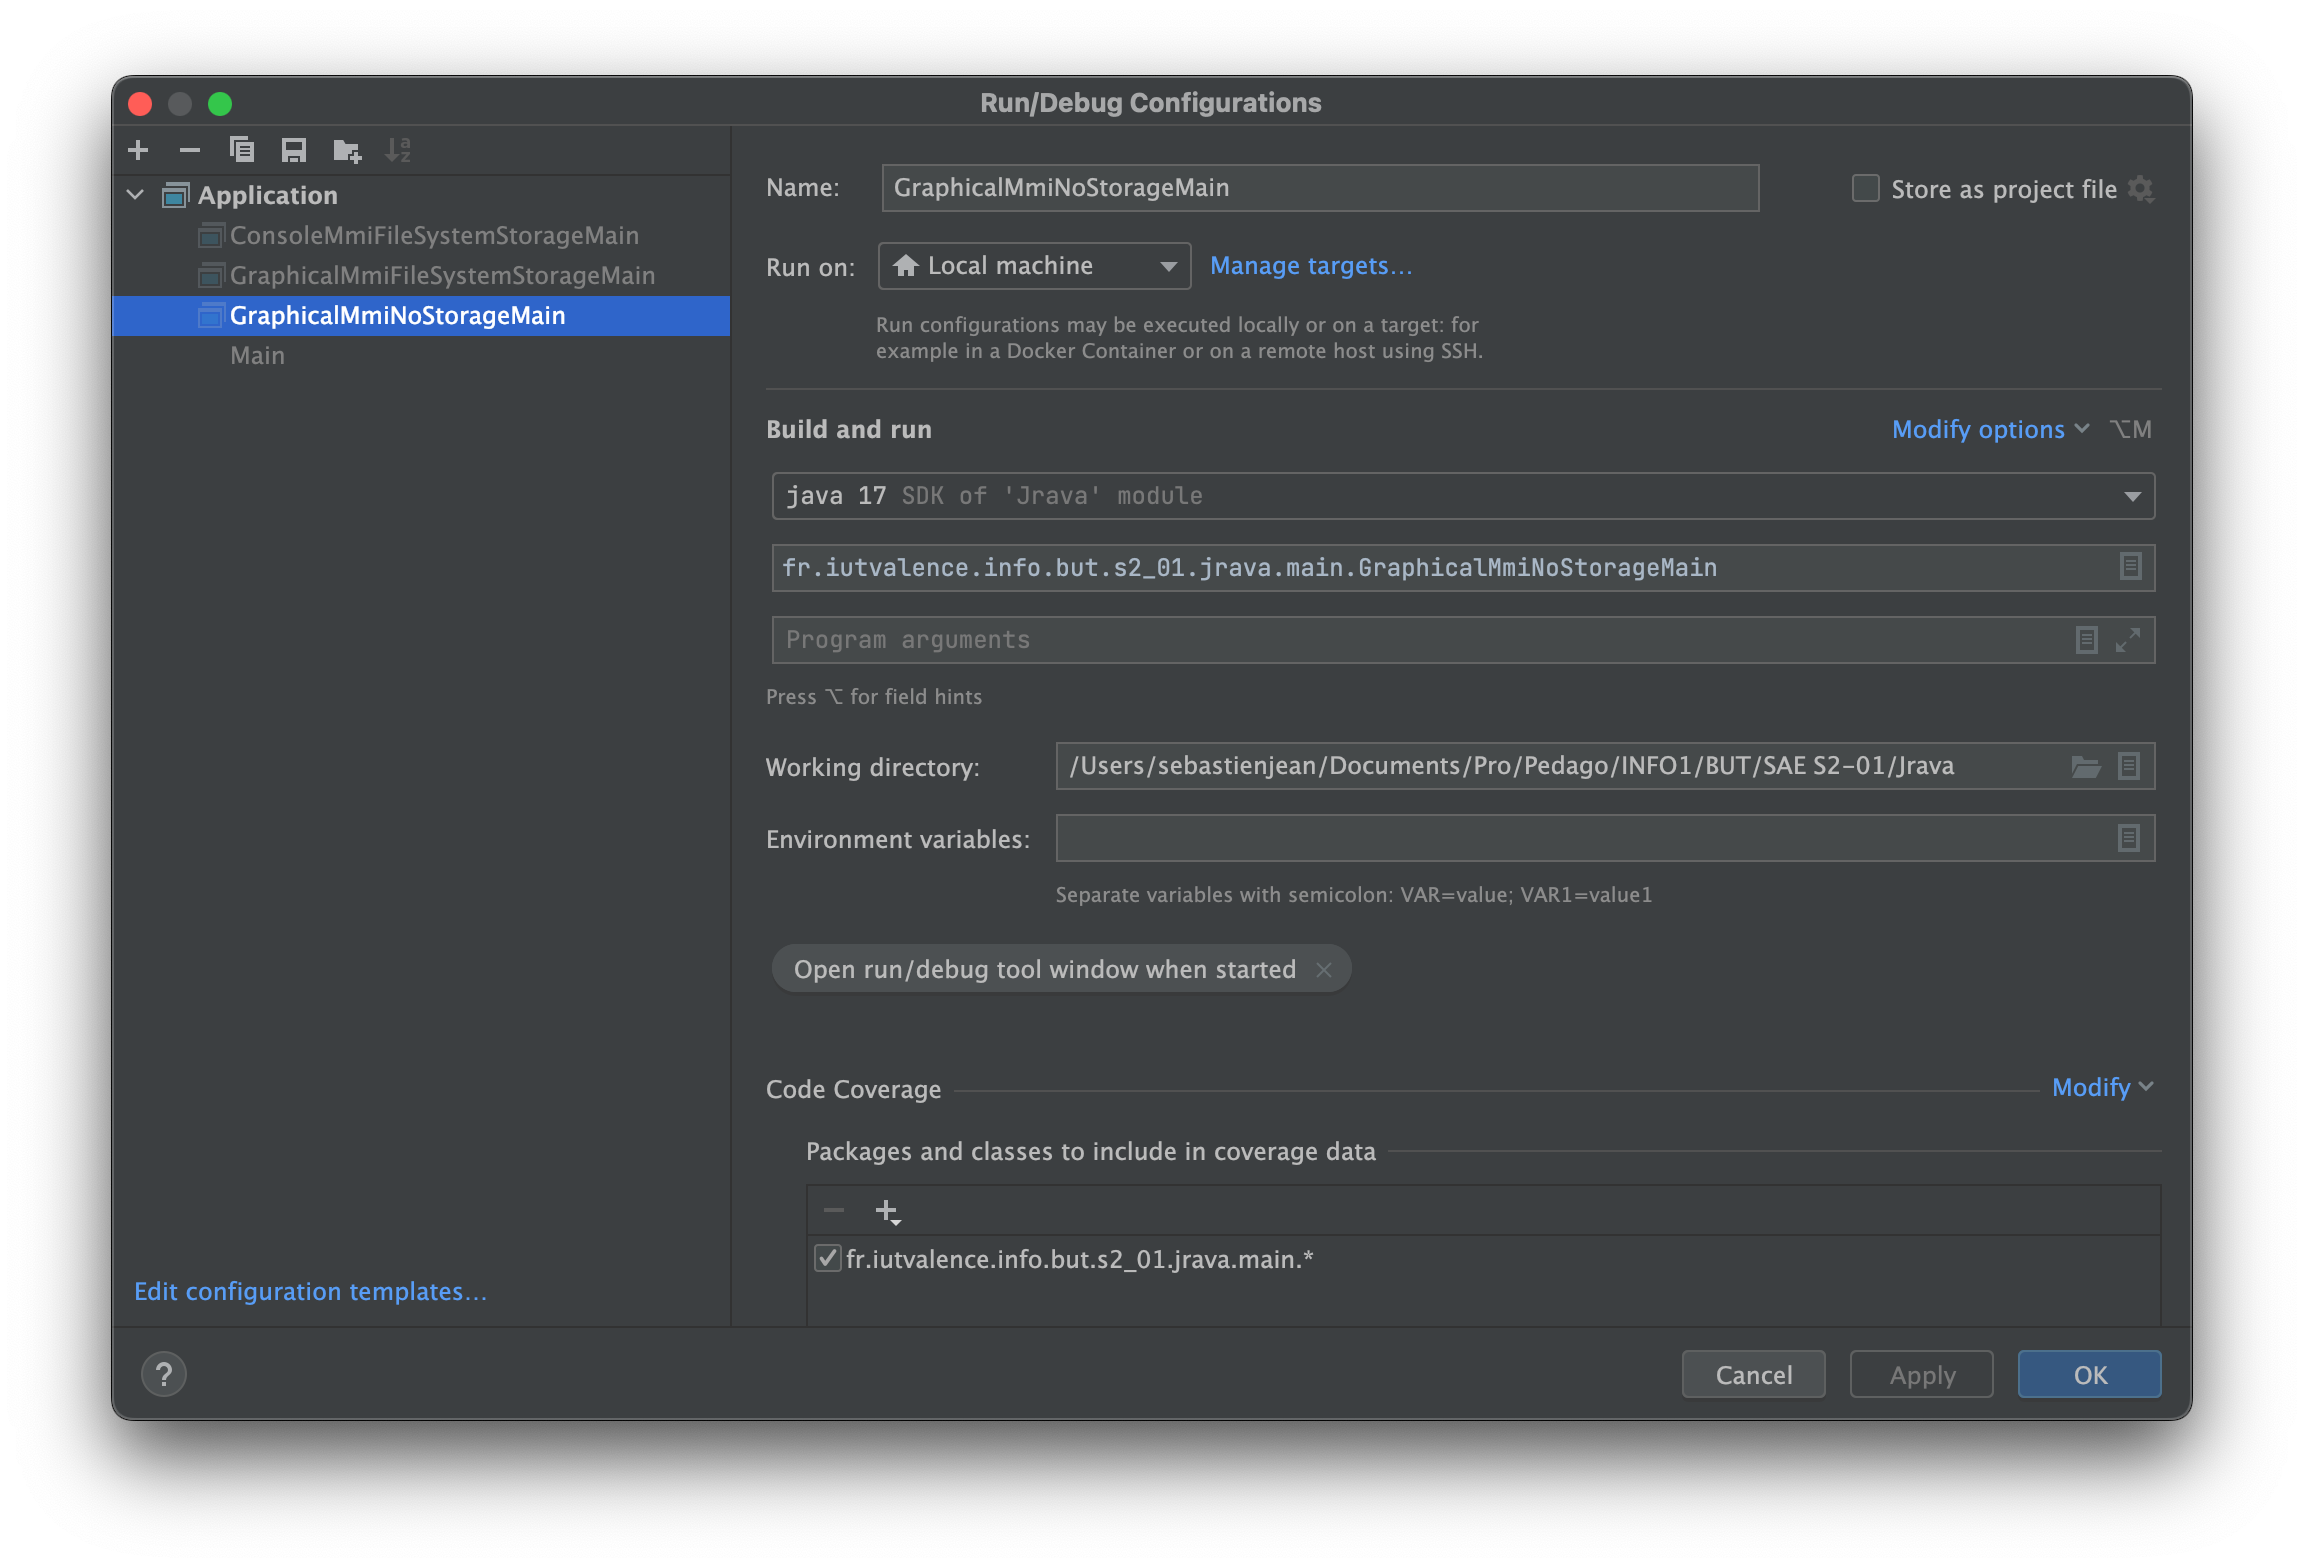 Run/Debug Configurations
Application
ConsoleMmiFileSystemStorageMain
GraphicalMmiFileSystemStorageMain
GraphicalMmiNoStorageMain
Main
Edit configuration templates...
Name: GraphicalMmiNoStorageMain
Store as project file
Run on: Local machine Manage targets...
Run configurations may be executed locally or on a target: for
example in a Docker Container or on a remote host using SSH.
Build and run
Modify options ⌥M
java 17 SDK of 'Jrava' module
fr.iutvalence.info.but.s2_01.jrava.main.GraphicalMmiNoStorageMain
Program arguments
Press ⌥ for field hints
Working directory: /Users/sebastienjean/Documents/Pro/Pedago/INFO1/BUT/SAE S2-01/Jrava
Environment variables:
Separate variables with semicolon: VAR=value; VAR1=value1
Open run/debug tool window when started
Code Coverage
Modify
Packages and classes to include in coverage data
fr.iutvalence.info.but.s2_01.jrava.main.*
? Cancel Apply OK